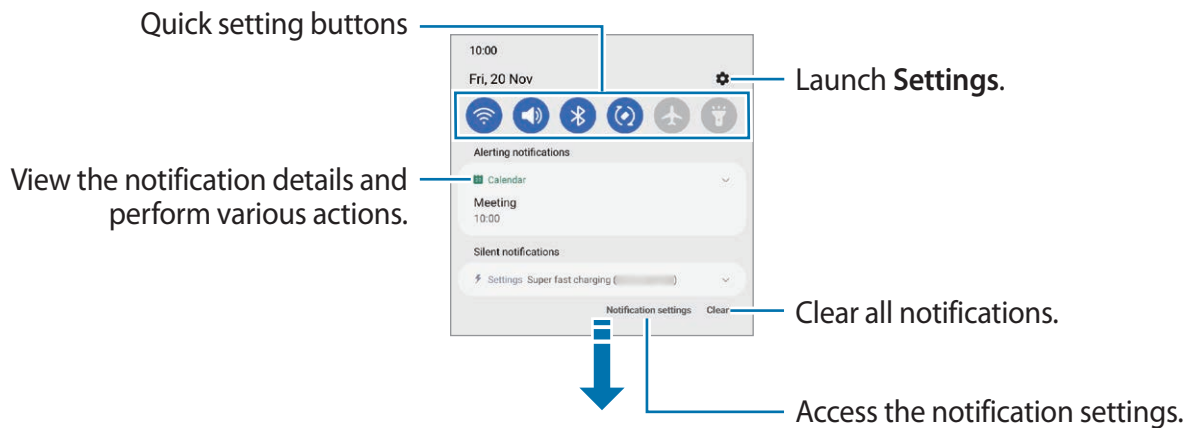 Quick setting buttons
10:00
Fri, 20 Nov
Launch Settings.
Alerting notifications
View the notification details and
perform various actions.
Calendar
Meeting
10:00
Silent notifications
Settings Super fast charging ( )
Notification settings Clear
Clear all notifications.
Access the notification settings.